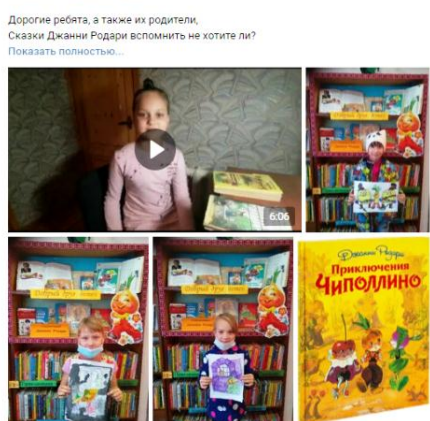 Дорогие ребята, а также их родители,
Сказки Джанни Родари вспомнить не хотите ли?
Показать полностью...
6:06
Джанни Родари
Приключения
ЧИПОЛЛИНО